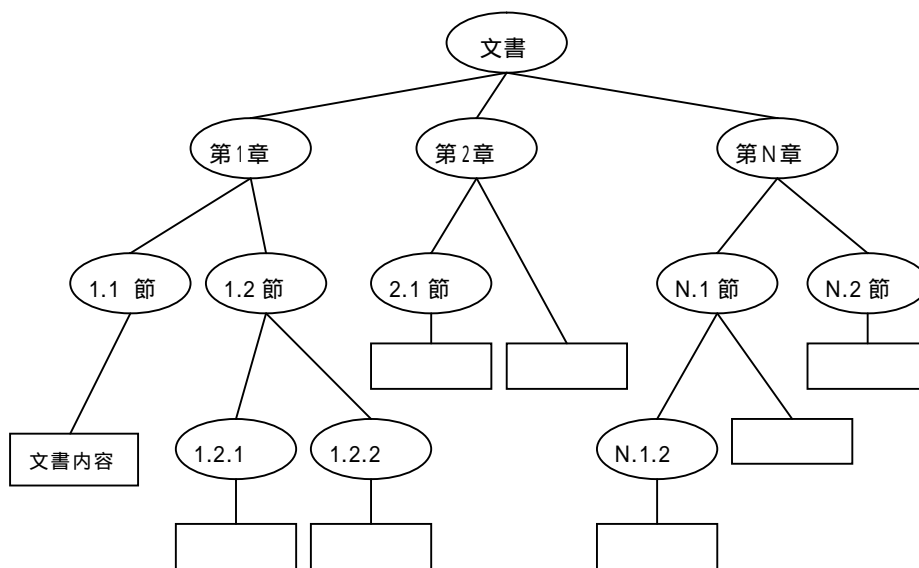 文書
第1章
第2章
第N章
1.1 節
1.2 節
2.1 節
N.1 節
N.2 節
文書内容
1.2.1
1.2.2
N.1.2